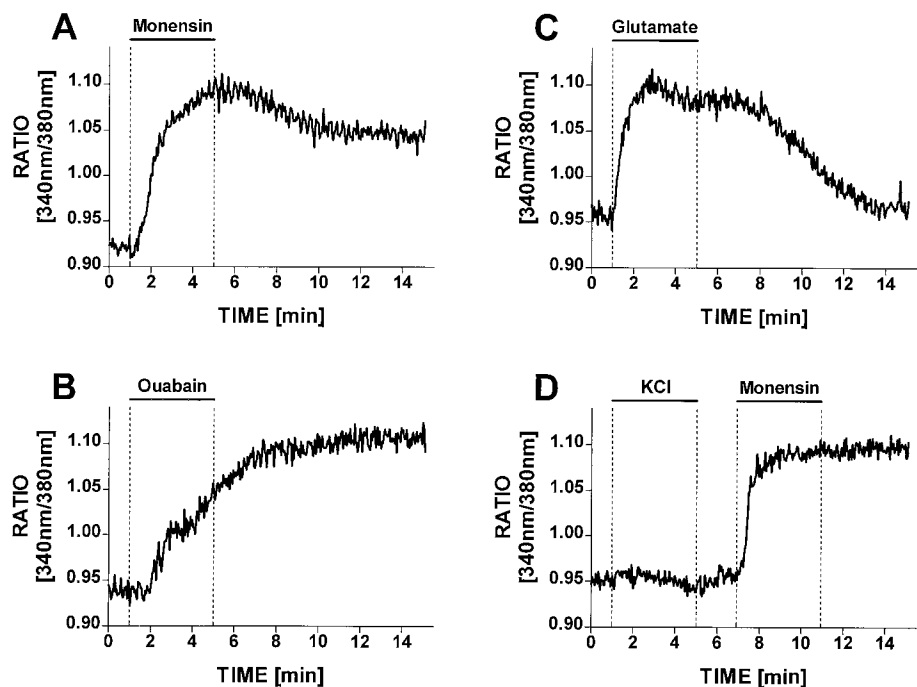 A
Monensin
RATIO
[340nm/380nm]
1.10
1.05
1.00
0.95
0.90
0 2 4 6 8 10 12 14
TIME [min]
C
Glutamate
RATIO
[340nm/380nm]
1.10
1.05
1.00
0.95
0.90
0 2 4 6 8 10 12 14
TIME [min]
B
Ouabain
RATIO
[340nm/380nm]
1.10
1.05
1.00
0.95
0.90
0 2 4 6 8 10 12 14
TIME [min]
D
KCl Monensin
RATIO
[340nm/380nm]
1.10
1.05
1.00
0.95
0.90
0 2 4 6 8 10 12 14
TIME [min]